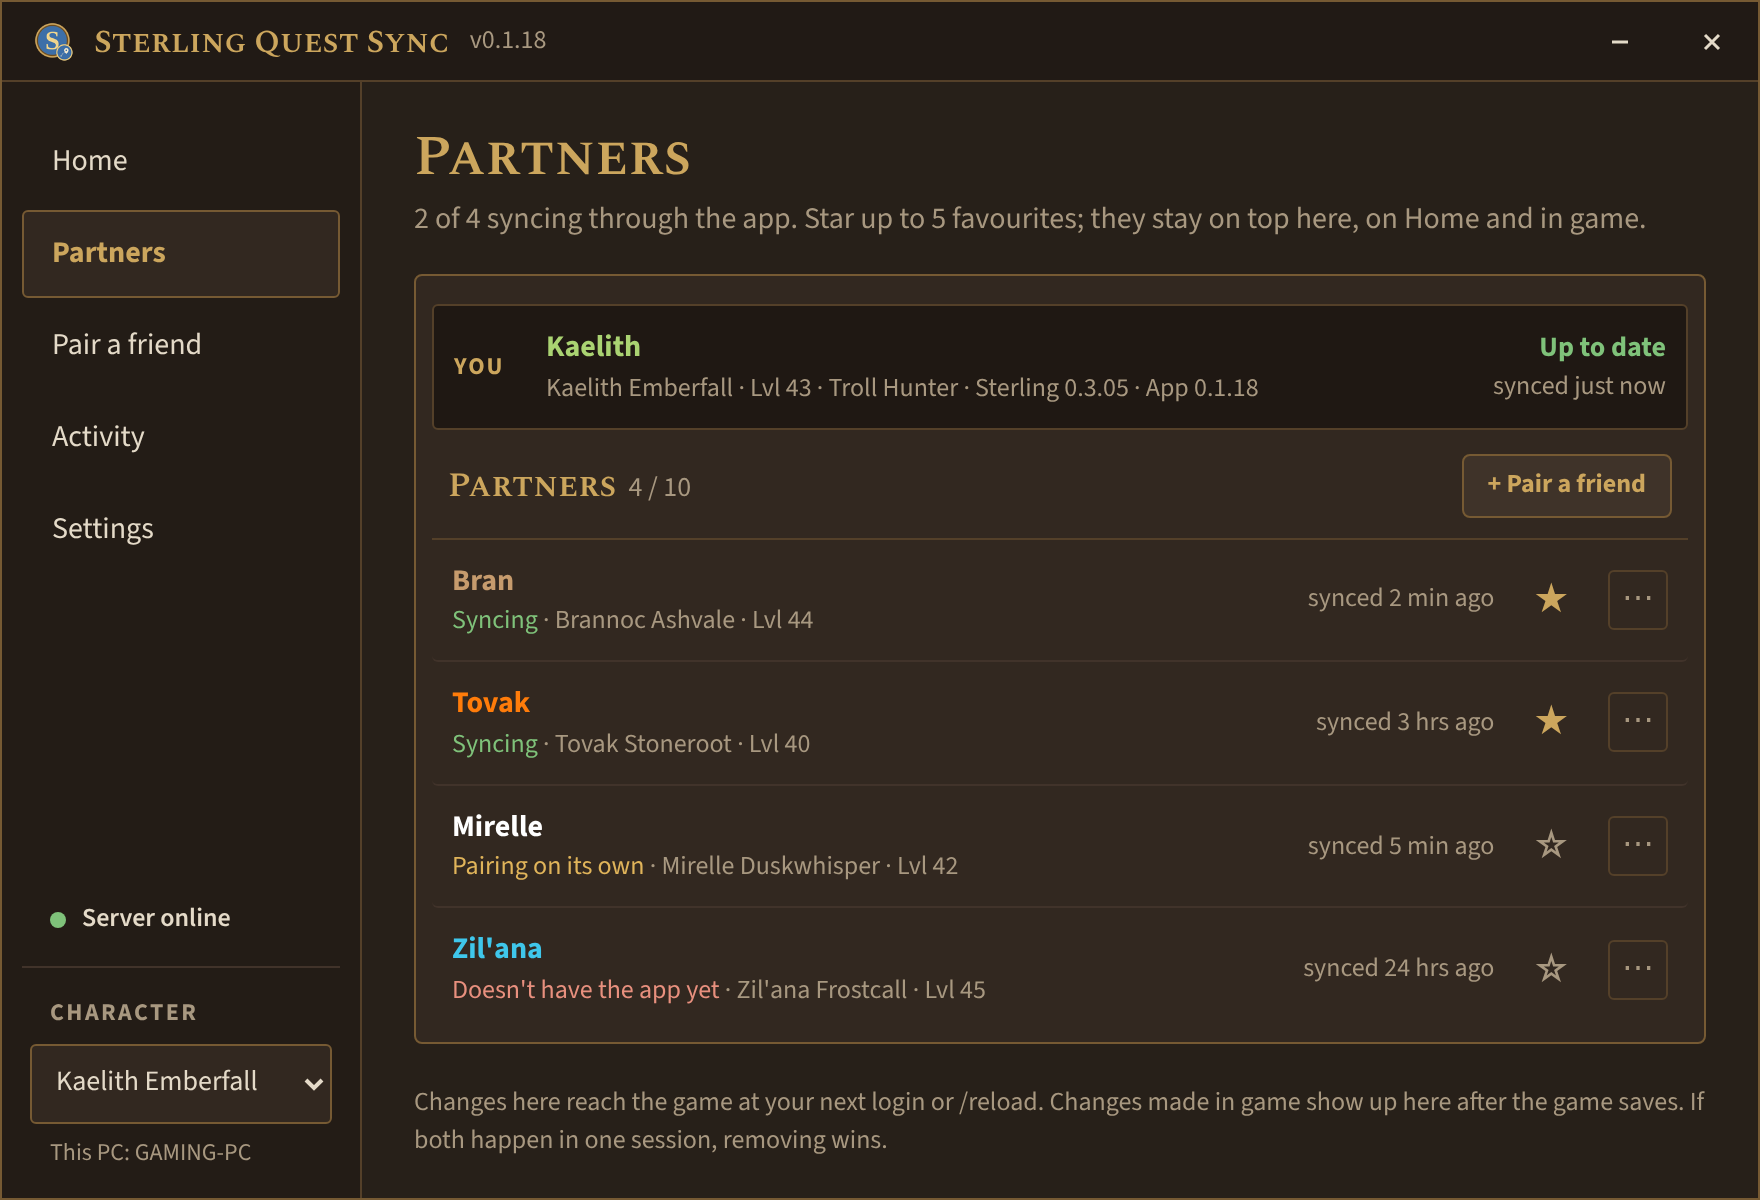 S
STERLING QUEST SYNC v0.1.18
Home
Partners
Pair a friend
Activity
Settings
Server online
CHARACTER
Kaelith Emberfall
This PC: GAMING-PC
PARTNERS
2 of 4 syncing through the app. Star up to 5 favourites; they stay on top here, on Home and in game.
YOU
Kaelith
Kaelith Emberfall · Lvl 43 · Troll Hunter · Sterling 0.3.05 · App 0.1.18
Up to date
synced just now
PARTNERS 4 / 10
+ Pair a friend
Bran
Syncing · Brannoc Ashvale · Lvl 44
synced 2 min ago
Tovak
Syncing · Tovak Stoneroot · Lvl 40
synced 3 hrs ago
Mirelle
Pairing on its own · Mirelle Duskwhisper · Lvl 42
synced 5 min ago
Zil'ana
Doesn't have the app yet · Zil'ana Frostcall · Lvl 45
synced 24 hrs ago
Changes here reach the game at your next login or /reload. Changes made in game show up here after the game saves. If
both happen in one session, removing wins.